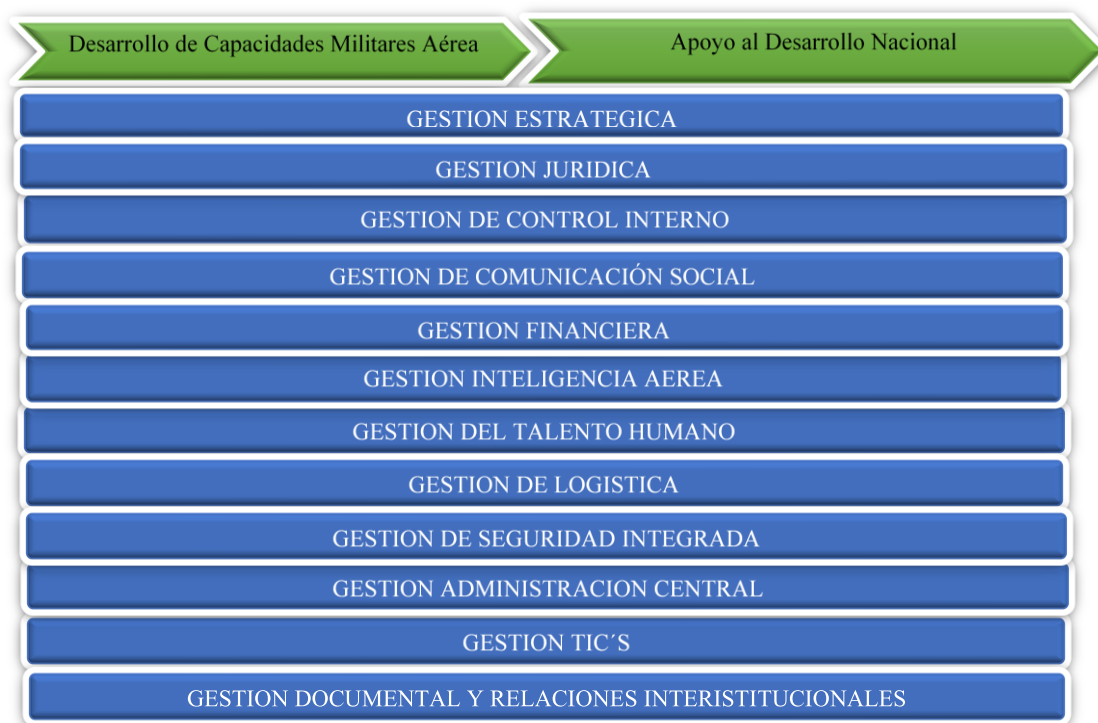 Desarrollo de Capacidades Militares Aérea
Apoyo al Desarrollo Nacional
GESTION ESTRATEGICA
GESTION JURIDICA
GESTION DE CONTROL INTERNO
GESTION DE COMUNICACIÓN SOCIAL
GESTION FINANCIERA
GESTION INTELIGENCIA AEREA
GESTION DEL TALENTO HUMANO
GESTION DE LOGISTICA
GESTION DE SEGURIDAD INTEGRADA
GESTION ADMINISTRACION CENTRAL
GESTION TIC´S
GESTION DOCUMENTAL Y RELACIONES INTERISTITUCIONALES